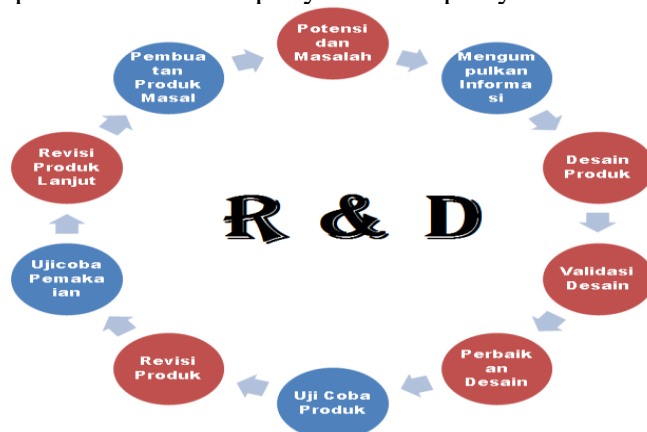 Potensi
dan
Masalah
Mengum
pulkan
Informa
si
Desain
Produk
Validasi
Desain
Perbaik
an
Desain
Uji Coba
Produk
Revisi
Produk
Ujicoba
Pemaka
ian
Revisi
Produk
Lanjut
Pembua
tan
Produk
Masal
R & D